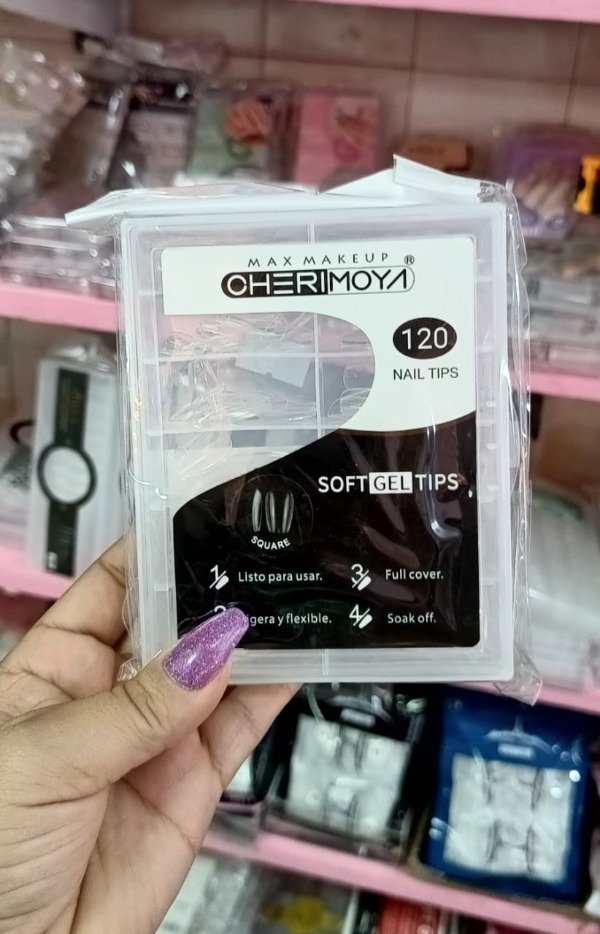 MAX MAKEUP ®
CHERIMOYA
120
NAIL TIPS
SOFT GEL TIPS
SQUARE
1 Listo para usar.
3 Full cover.
gera y flexible.
4 Soak off.